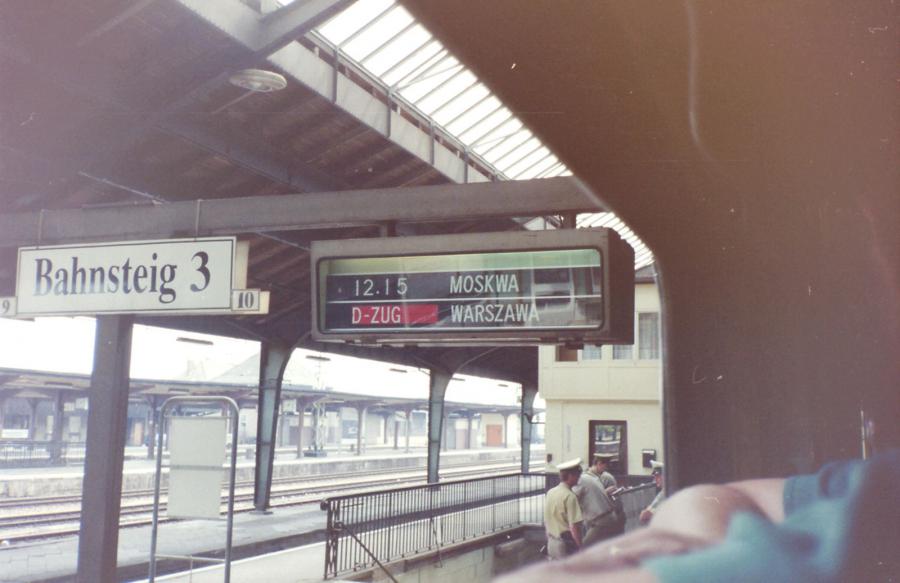 Bahnsteig 3
9
10
12.15 MOSKWA
D-ZUG WARSZAWA